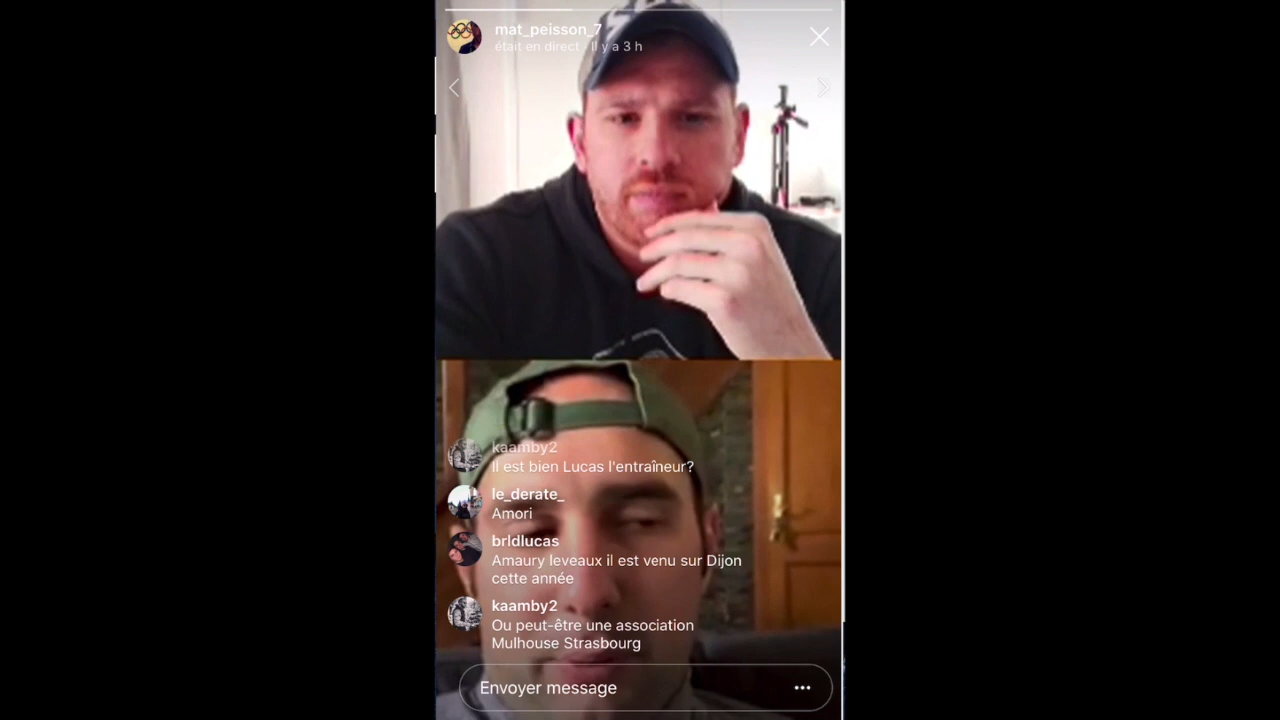 mat_peisson_7
était en direct · Il y a 3 h
kaamby2
Il est bien Lucas l'entraîneur?
le_derate_
Amori
brldlucas
Amaury leveaux il est venu sur Dijon
cette année
kaamby2
Ou peut-être une association
Mulhouse Strasbourg
Envoyer message